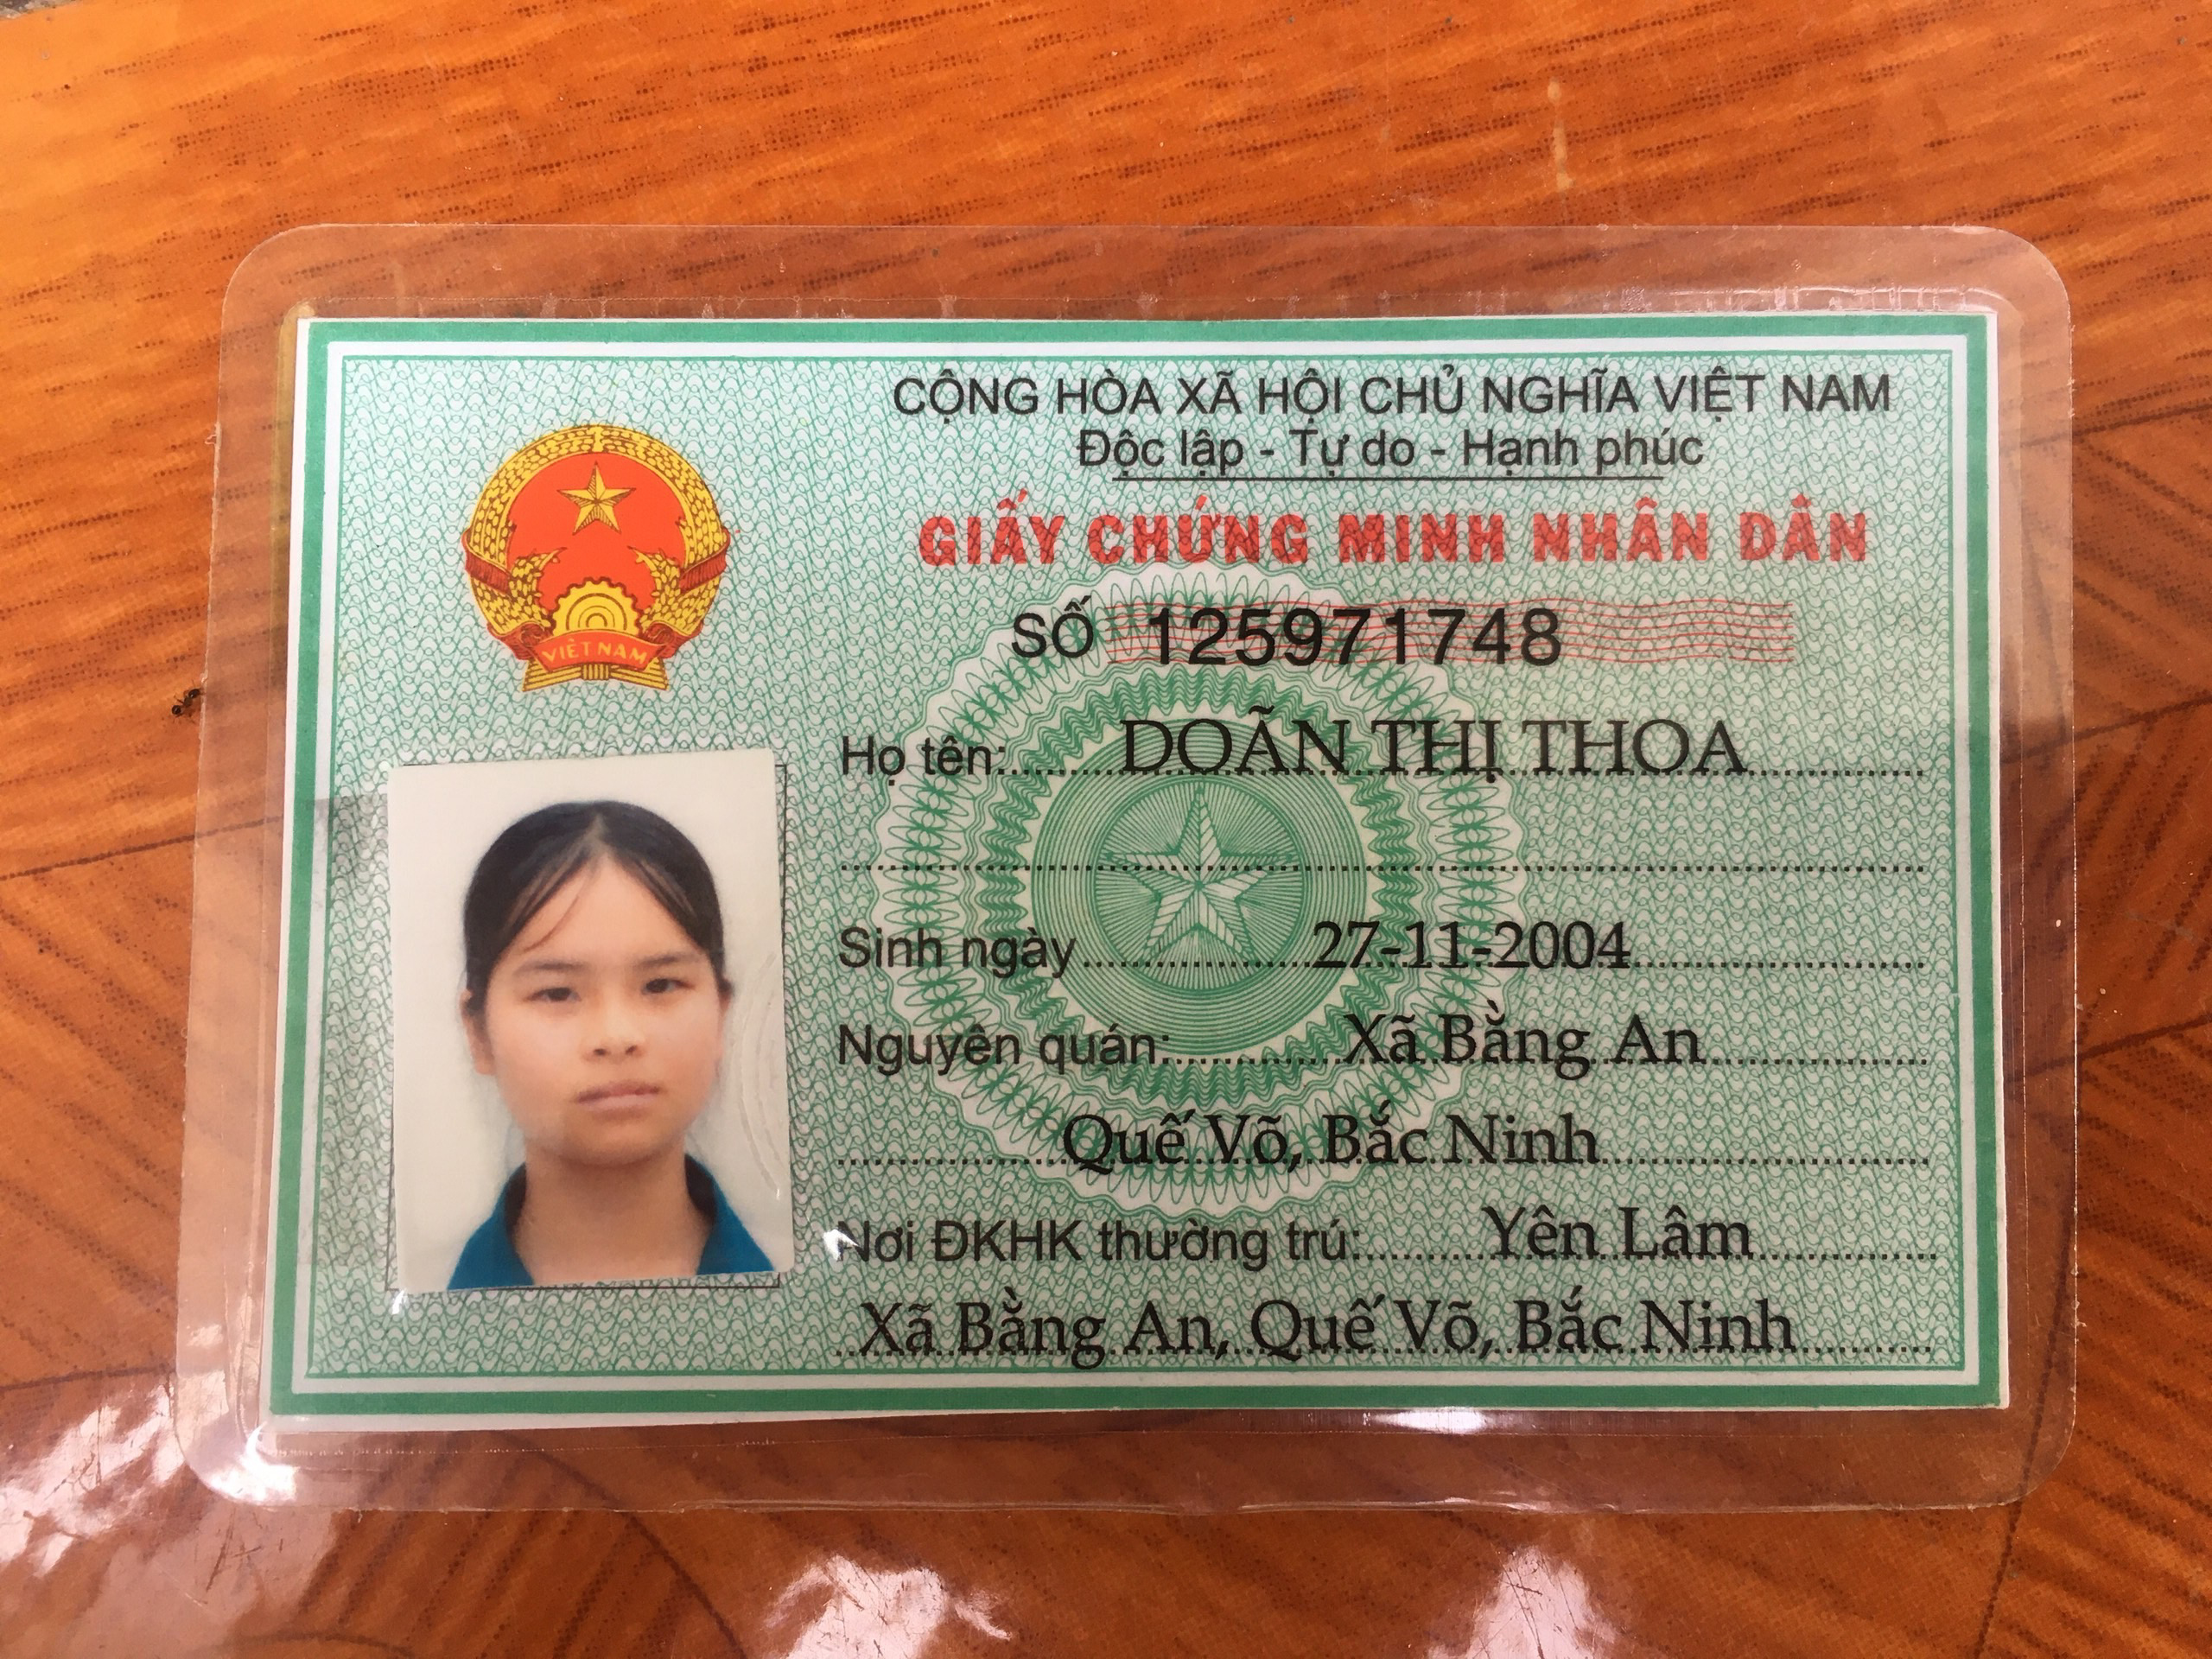 CỘNG HÒA XÃ HỘI CHỦ NGHĨA VIỆT NAM
Độc lập - Tự do - Hạnh phúc
GIẤY CHỨNG MINH NHÂN DÂN
SỐ 125971748
VIỆT NAM
Họ tên: DOÃN THỊ THOA
Sinh ngày 27-11-2004
Nguyên quán: Xã Bằng An
Quế Võ, Bắc Ninh
Nơi ĐKHK thường trú: Yên Lâm
Xã Bằng An, Quế Võ, Bắc Ninh